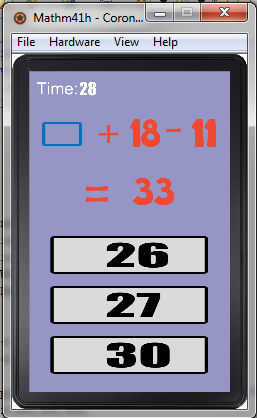 Mathm41h - Coron...
File Hardware View Help
Time:28
+ 18 - 11
= 33
26
27
30